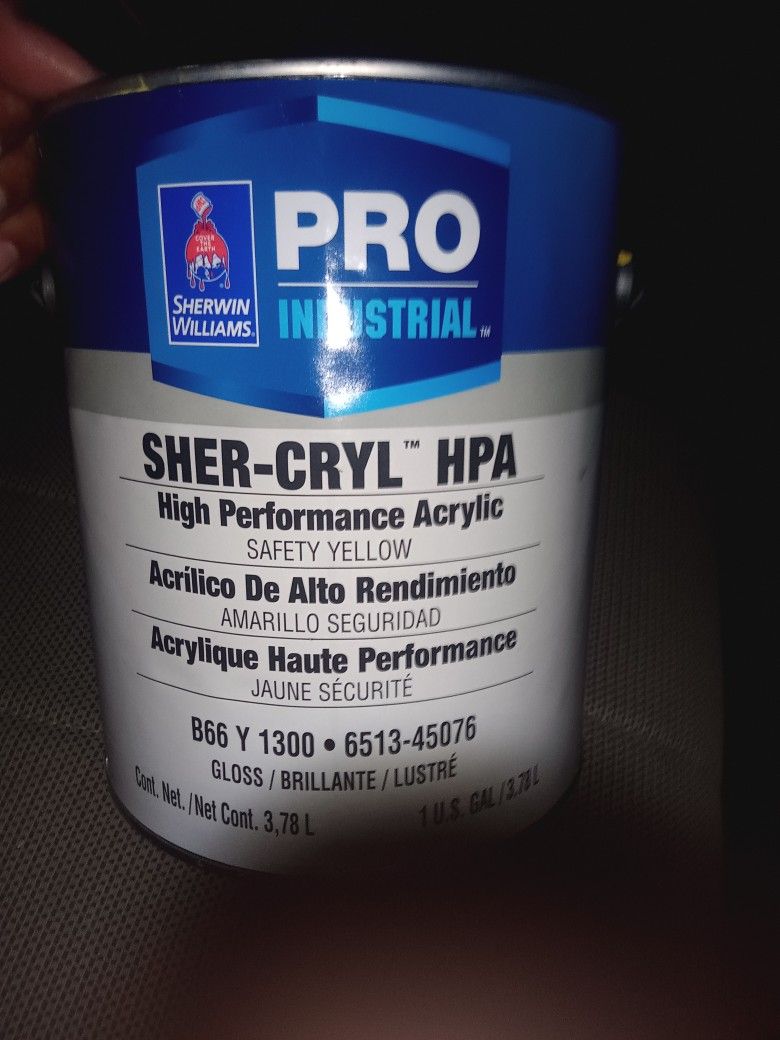 COVER
THE
EARTH
SHERWIN
WILLIAMS.
PRO
INDUSTRIAL™
SHER-CRYL™ HPA
High Performance Acrylic
SAFETY YELLOW
Acrílico De Alto Rendimiento
AMARILLO SEGURIDAD
Acrylique Haute Performance
JAUNE SÉCURITÉ
B66 Y 1300 • 6513-45076
GLOSS / BRILLANTE / LUSTRÉ
Cont. Net. / Net Cont. 3,78 L
1 U.S. GAL / 3.78 L